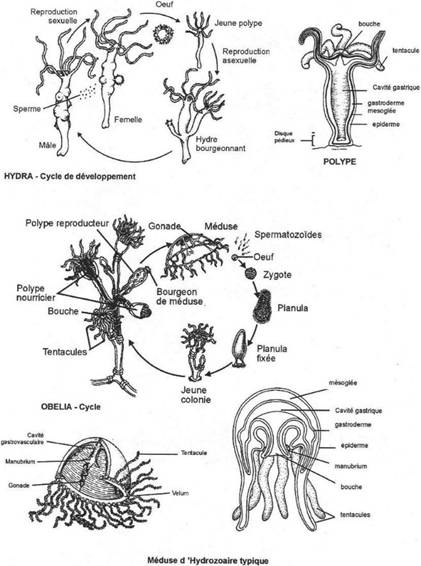 Reproduction
sexuelle
Oeuf
Jeune polype
Reproduction
asexuelle
Sperme
Femelle
Mâle
Hydre
bourgeonnant
HYDRA - Cycle de développement
bouche
tentacule
Cavité gastrique
gastroderme
mesoglée
epiderme
Disque
pédieux
POLYPE
Polype reproducteur
Gonade
Méduse
Spermatozoïdes
Oeuf
Zygote
Polype
nourricier
Bourgeon
de méduse
Bouche
Planula
Tentacules
Planula
fixée
Jeune
colonie
OBELIA - Cycle
Cavité
gastrovasculaire
Manubrium
Gonade
Tentacule
Velum
mésoglée
Cavité gastrique
gastroderme
epiderme
manubrium
bouche
tentacules
Méduse d 'Hydrozoaire typique